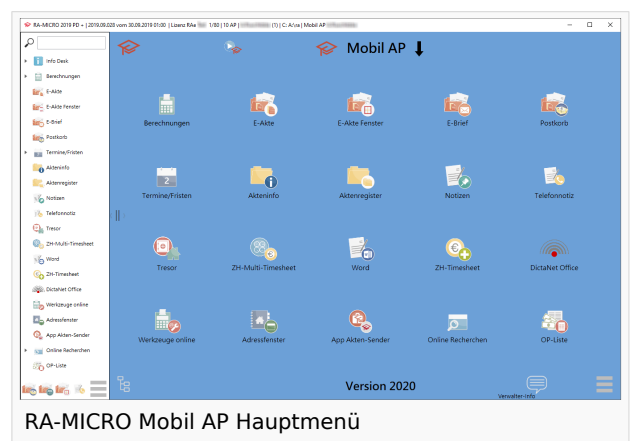 RA-MICRO 2019 PD + | 2019.09.028 vom 30.09.2019 01:00 | Lizenz RAe 1/60 | 10 AP | (1) | C: A:\ra | Mobil AP
Mobil AP
Info Desk
Berechnungen
E-Akte
E-Akte Fenster
E-Brief
Postkorb
Termine/Fristen
Akteninfo
Aktenregister
Notizen
Telefonnotiz
Tresor
ZH-Multi-Timesheet
Word
ZH-Timesheet
DictaNet Office
Werkzeuge online
Adressfenster
App Akten-Sender
Online Recherchen
OP-Liste
Berechnungen
E-Akte
E-Akte Fenster
E-Brief
Postkorb
Termine/Fristen
Akteninfo
Aktenregister
Notizen
Telefonnotiz
Tresor
ZH-Multi-Timesheet
Word
ZH-Timesheet
DictaNet Office
Werkzeuge online
Adressfenster
App Akten-Sender
Online Recherchen
OP-Liste
Version 2020
Verwalter-Info
RA-MICRO Mobil AP Hauptmenü